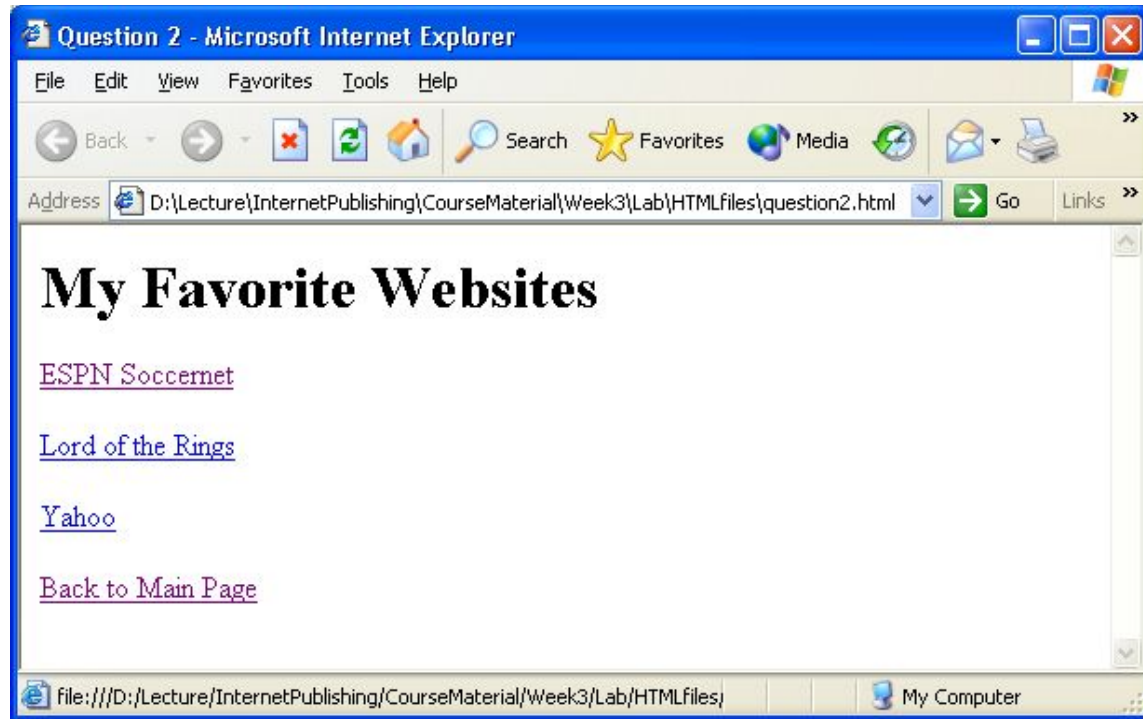 Question 2 - Microsoft Internet Explorer
File Edit View Favorites Tools Help
Back Search Favorites Media »
Address D:\Lecture\InternetPublishing\CourseMaterial\Week3\Lab\HTMLfiles\question2.html Go Links »
My Favorite Websites
ESPN Soccernet
Lord of the Rings
Yahoo
Back to Main Page
file:///D:/Lecture/InternetPublishing/CourseMaterial/Week3/Lab/HTMLfiles/ My Computer